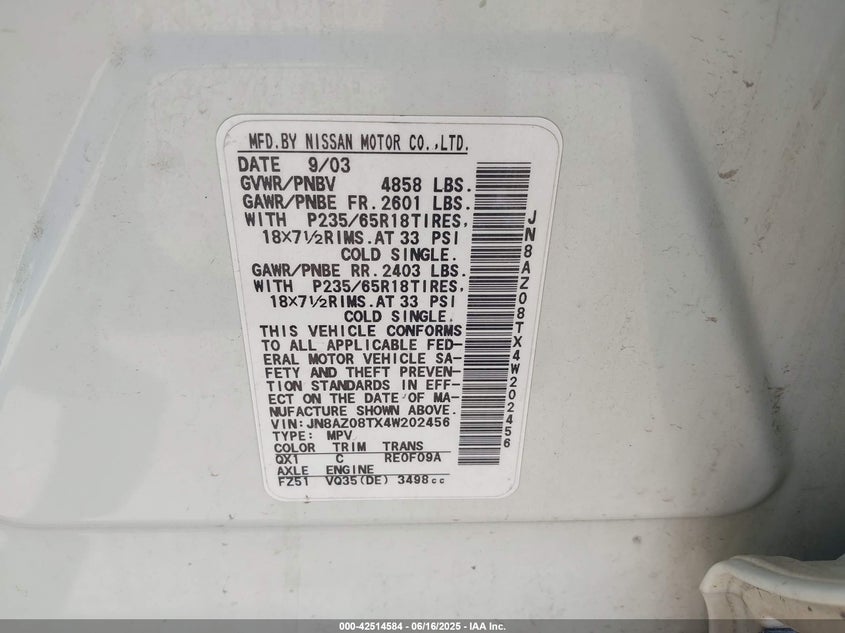 MFD.BY NISSAN MOTOR CO.,LTD.
DATE 9/03
GVWR/PNBV 4858 LBS.
GAWR/PNBE FR.2601 LBS.
WITH P235/65R18TIRES,
18×7½RIMS.AT 33 PSI
COLD SINGLE.
GAWR/PNBE RR.2403 LBS.
WITH P235/65R18TIRES,
18×7½RIMS.AT 33 PSI
COLD SINGLE.
THIS VEHICLE CONFORMS
TO ALL APPLICABLE FED-
ERAL MOTOR VEHICLE SA-
FETY AND THEFT PREVEN-
TION STANDARDS IN EFF-
ECT ON THE DATE OF MA-
NUFACTURE SHOWN ABOVE.
VIN:JN8AZ08TX4W202456
TYPE: MPV
COLOR TRIM TRANS
QX1 C RE0F09A
AXLE ENGINE
FZ51 VQ35(DE) 3498cc
JN8AZ08TX4W202456
000-42514584 - 06/16/2025 - IAA Inc.